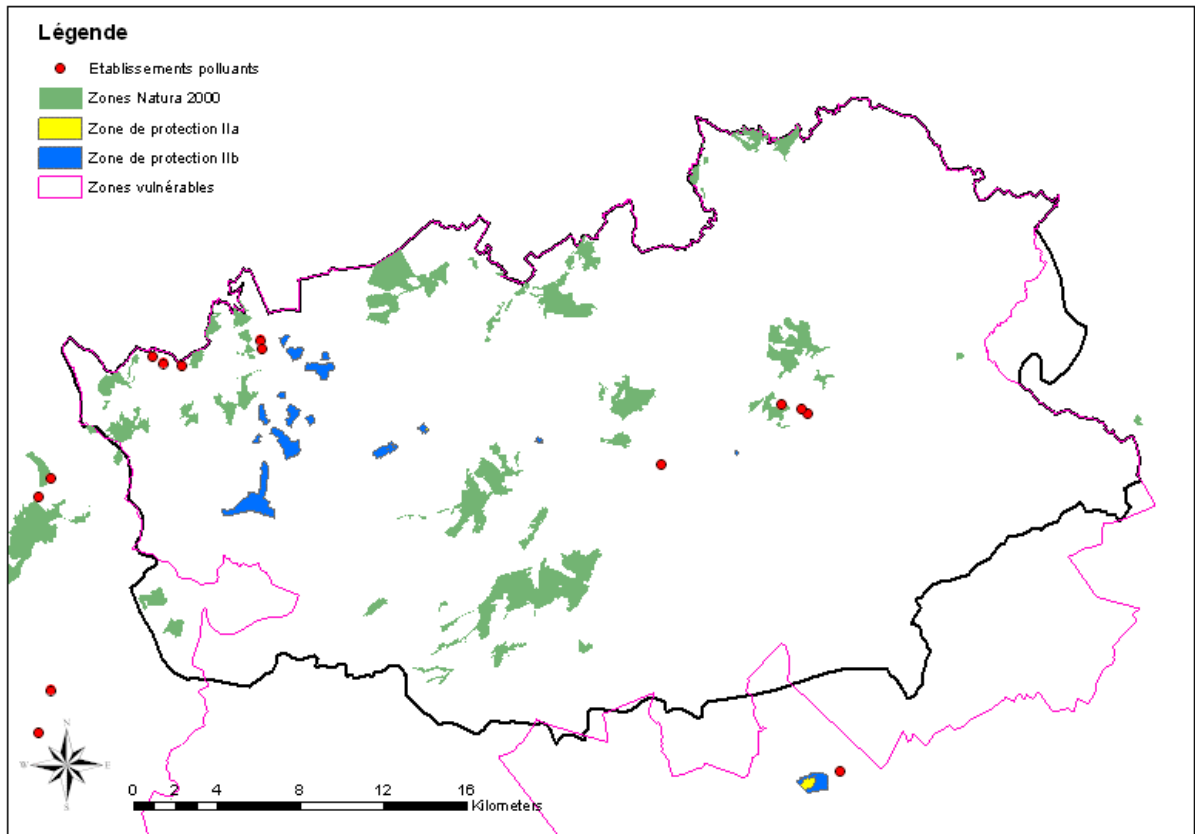 Légende
Etablissements polluants
Zones Natura 2000
Zone de protection IIa
Zone de protection IIb
Zones vulnérables
N
W E
S
0 2 4 8 12 16
Kilometers